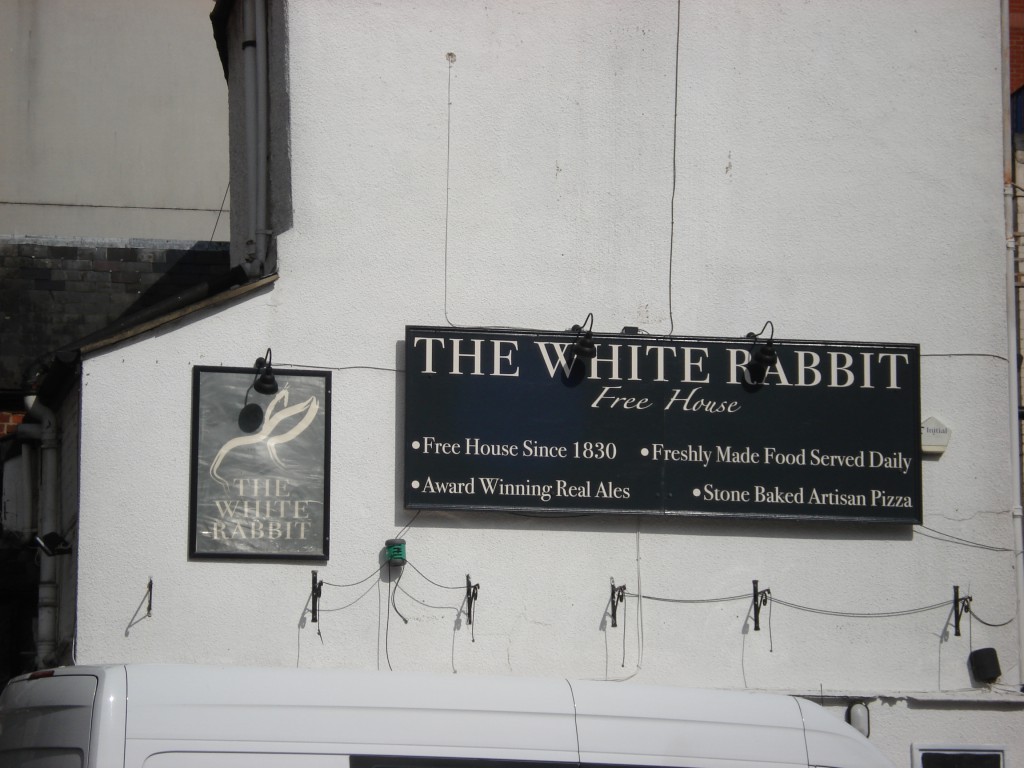 THE WHITE RABBIT
Free House
•Free House Since 1830
•Freshly Made Food Served Daily
•Award Winning Real Ales
•Stone Baked Artisan Pizza
THE
WHITE
RABBIT
Initial